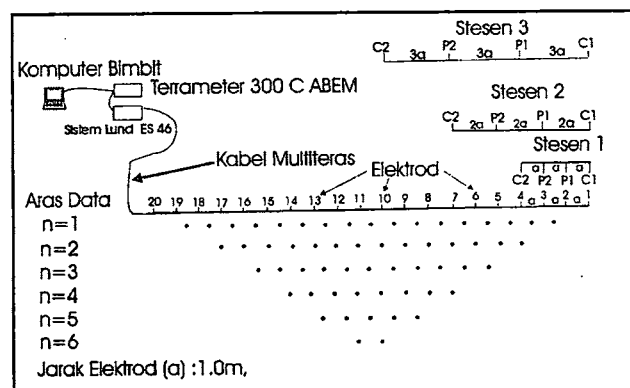 Stesen 3
C2 P2 P1 C1
3a 3a 3a
Komputer Bimbit
Terrameter 300 C ABEM
Sistem Lund ES 46
Stesen 2
C2 P2 P1 C1
2a 2a 2a
Stesen 1
a a a
C2 P2 P1 C1
Kabel Multiteras
Elektrod
20 19 18 17 16 15 14 13 12 11 10 9 8 7 6 5 4 3 2 1
a a a
Aras Data
n=1
n=2
n=3
n=4
n=5
n=6
Jarak Elektrod (a) :1.0m,